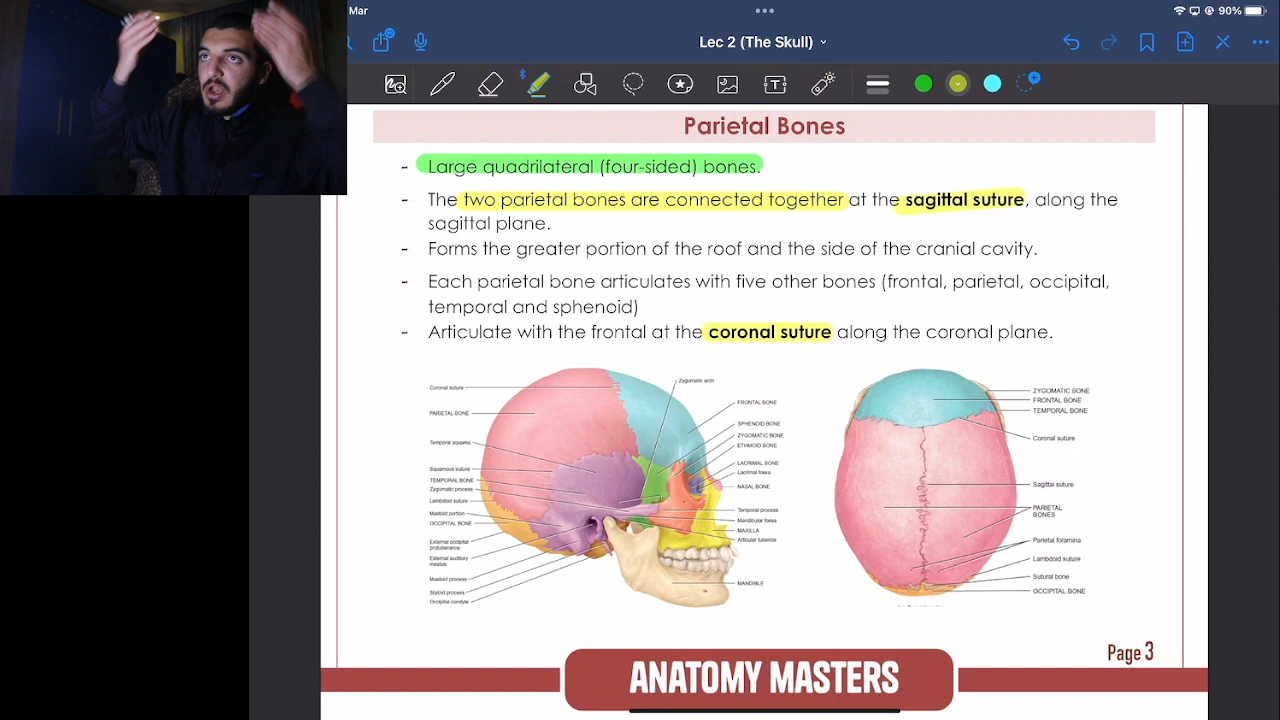 Mar
90%
Lec 2 (The Skull)
Parietal Bones
- Large quadrilateral (four-sided) bones.
- The two parietal bones are connected together at the sagittal suture, along the
sagittal plane.
- Forms the greater portion of the roof and the side of the cranial cavity.
- Each parietal bone articulates with five other bones (frontal, parietal, occipital,
temporal and sphenoid)
- Articulate with the frontal at the coronal suture along the coronal plane.
Coronal suture
PARIETAL BONE
Temporal squama
Squamous suture
TEMPORAL BONE
Zygomatic process
Lambdoid suture
Mastoid portion
OCCIPITAL BONE
External occipital
protuberance
External auditory
meatus
Mastoid process
Styloid process
Occipital condyle
Zygomatic arch
FRONTAL BONE
SPHENOID BONE
ZYGOMATIC BONE
ETHMOID BONE
LACRIMAL BONE
Lacrimal fossa
NASAL BONE
Temporal process
Mandibular fossa
MAXILLA
Articular tubercle
MANDIBLE
ZYGOMATIC BONE
FRONTAL BONE
TEMPORAL BONE
Coronal suture
Sagittal suture
PARIETAL
BONES
Parietal foramina
Lambdoid suture
Sutural bone
OCCIPITAL BONE
Page 3
ANATOMY MASTERS